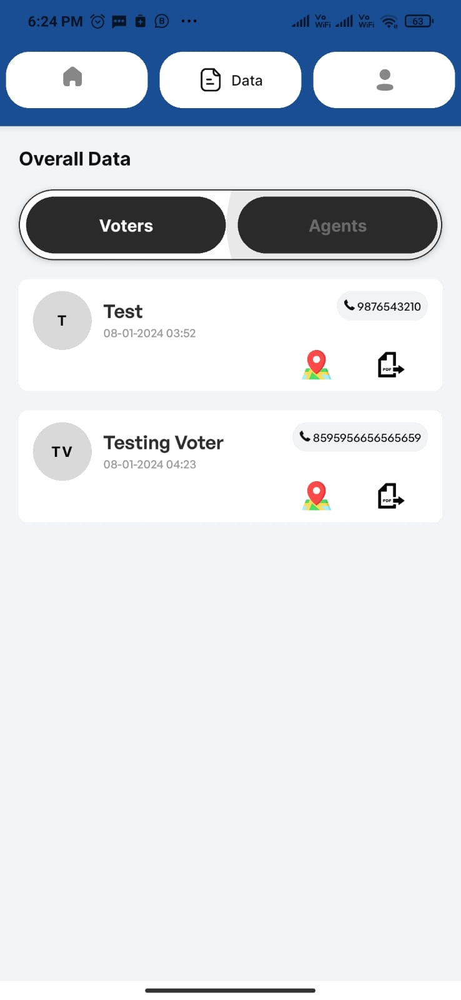 6:24 PM
Vo WiFi
Vo WiFi
63
Data
Overall Data
Voters
Agents
T
Test
08-01-2024 03:52
9876543210
PDF
TV
Testing Voter
08-01-2024 04:23
8595956656565659
PDF